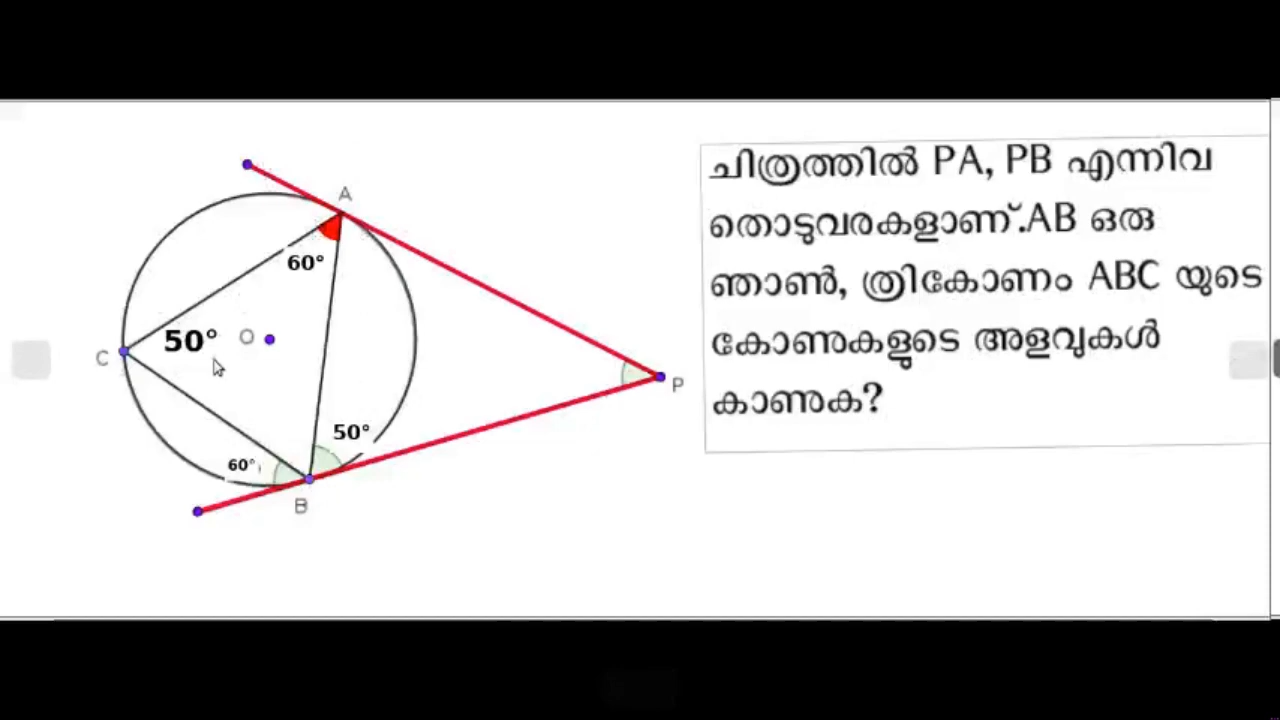 A
60°
50°
O
C
P
50°
60°
B
ചിത്രത്തിൽ PA, PB എന്നിവ
തൊടുവരകളാണ്.AB ഒരു
ഞാൺ, ത്രികോണം ABC യുടെ
കോണുകളുടെ അളവുകൾ
കാണുക?